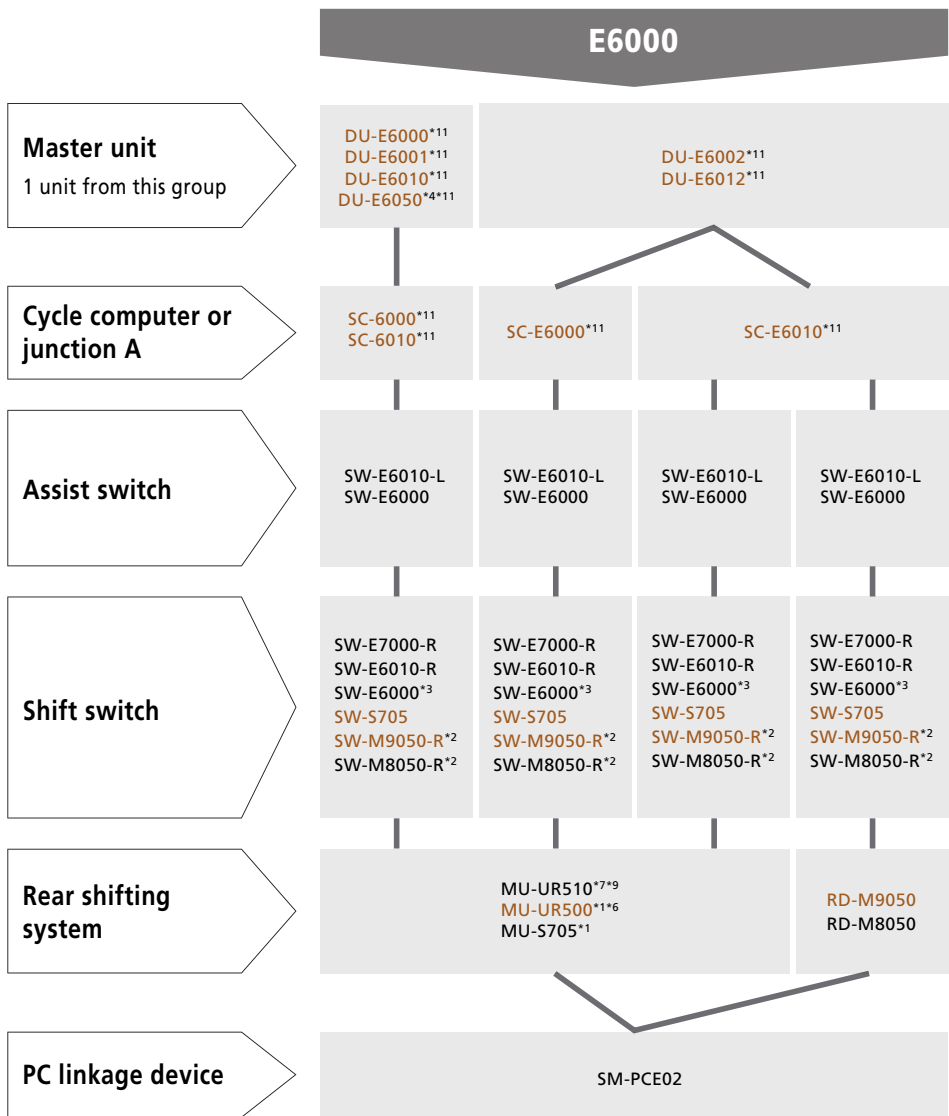 E6000
Master unit
1 unit from this group
DU-E6000*11
DU-E6001*11
DU-E6010*11
DU-E6050*4*11
DU-E6002*11
DU-E6012*11
Cycle computer or
junction A
SC-6000*11
SC-6010*11
SC-E6000*11
SC-E6010*11
Assist switch
SW-E6010-L
SW-E6000
SW-E6010-L
SW-E6000
SW-E6010-L
SW-E6000
SW-E6010-L
SW-E6000
Shift switch
SW-E7000-R
SW-E6010-R
SW-E6000*3
SW-S705
SW-M9050-R*2
SW-M8050-R*2
SW-E7000-R
SW-E6010-R
SW-E6000*3
SW-S705
SW-M9050-R*2
SW-M8050-R*2
SW-E7000-R
SW-E6010-R
SW-E6000*3
SW-S705
SW-M9050-R*2
SW-M8050-R*2
SW-E7000-R
SW-E6010-R
SW-E6000*3
SW-S705
SW-M9050-R*2
SW-M8050-R*2
Rear shifting
system
MU-UR510*7*9
MU-UR500*1*6
MU-S705*1
RD-M9050
RD-M8050
PC linkage device
SM-PCE02